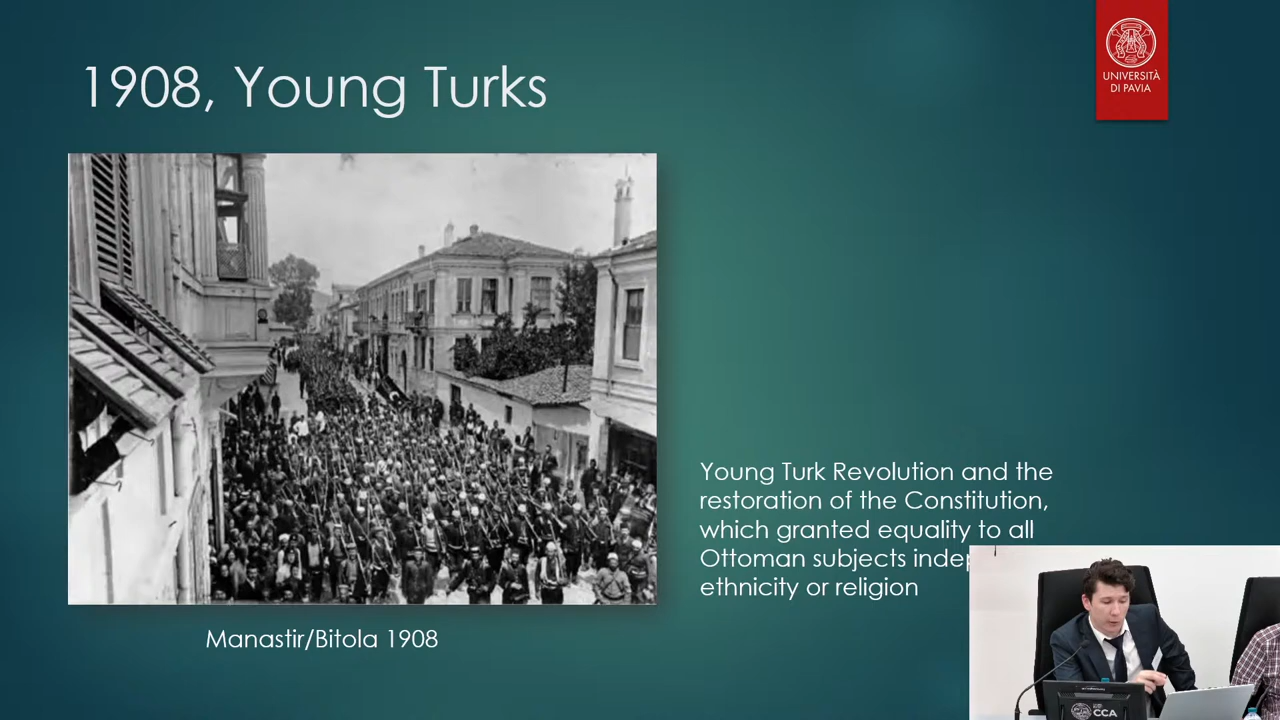 1908, Young Turks
UNIVERSITÀ
DI PAVIA
Young Turk Revolution and the
restoration of the Constitution,
which granted equality to all
Ottoman subjects
ethnicity or religion
Manastir/Bitola 1908
CCA